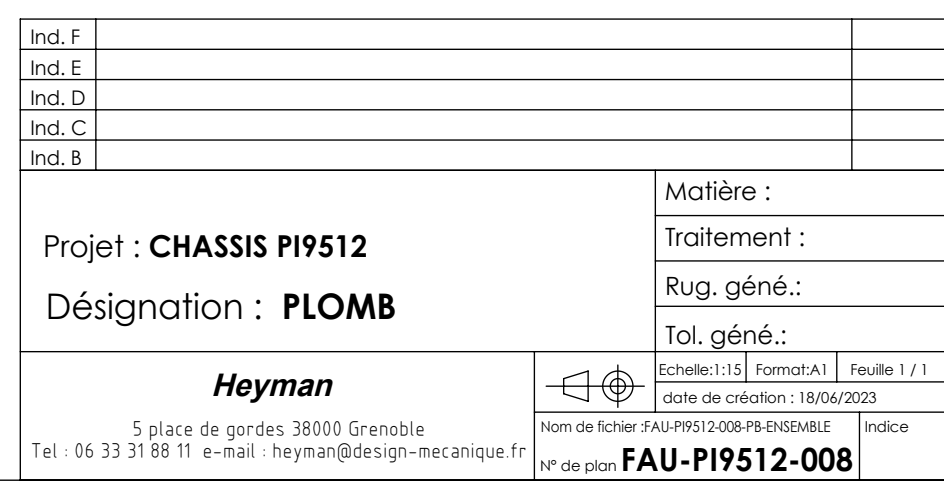 Ind. F
Ind. E
Ind. D
Ind. C
Ind. B
Projet : CHASSIS PI9512
Désignation : PLOMB
Matière :
Traitement :
Rug. géné.:
Tol. géné.:
Heyman
5 place de gordes 38000 Grenoble
Tel : 06 33 31 88 11 e-mail : heyman@design-mecanique.fr
Echelle:1:15 Format:A1 Feuille 1 / 1
date de création : 18/06/2023
Nom de fichier :FAU-PI9512-008-PB-ENSEMBLE Indice
N° de plan FAU-PI9512-008